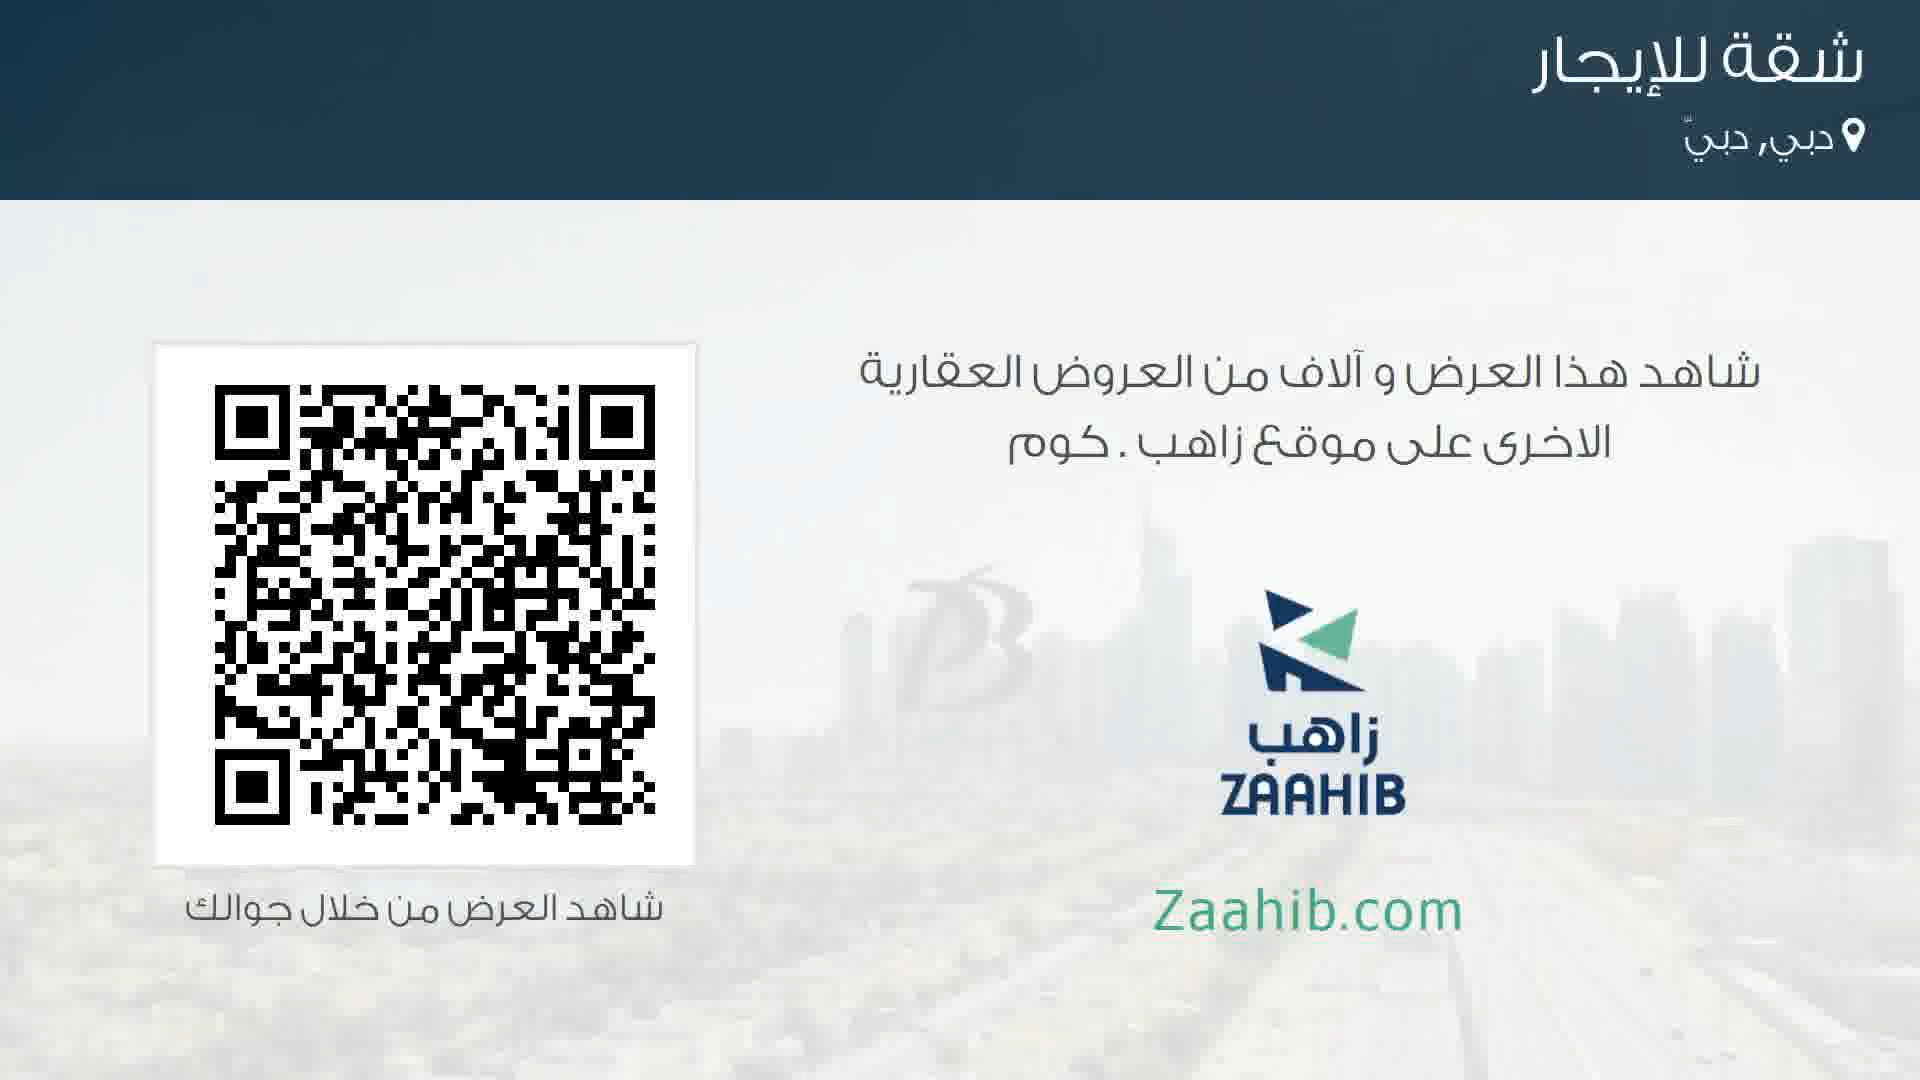 شقة للإيجار
دبي, دبيّ
شاهد هذا العرض و آلاف من العروض العقارية
الاخرى على موقع زاهب . كوم
زاهب
ZAAHIB
Zaahib.com
شاهد العرض من خلال جوالك